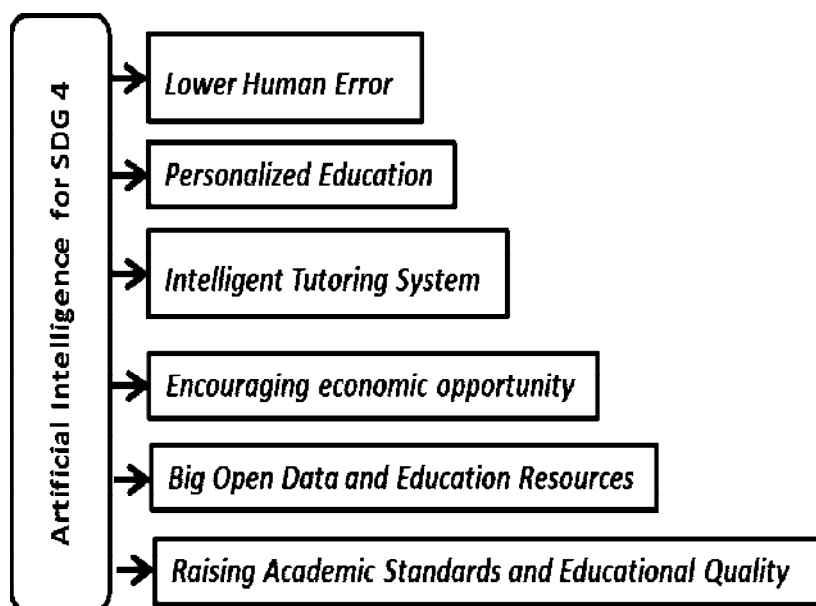 Artificial Intelligence for SDG 4
Lower Human Error
Personalized Education
Intelligent Tutoring System
Encouraging economic opportunity
Big Open Data and Education Resources
Raising Academic Standards and Educational Quality